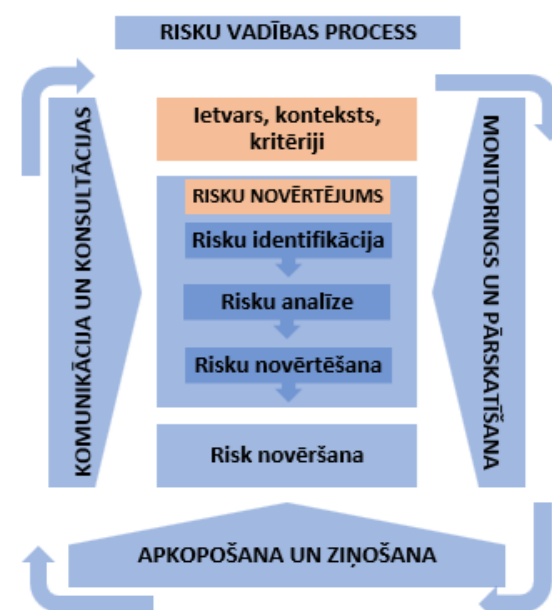 RISKU VADĪBAS PROCESS
KOMUNIKĀCIJA UN KONSULTĀCIJAS
Ietvars, konteksts,
kritēriji
RISKU NOVĒRTĒJUMS
Risku identifikācija
Risku analīze
Risku novērtēšana
Risk novēršana
MONITORINGS UN PĀRSKATĪŠANA
APKOPOŠANA UN ZIŅOŠANA